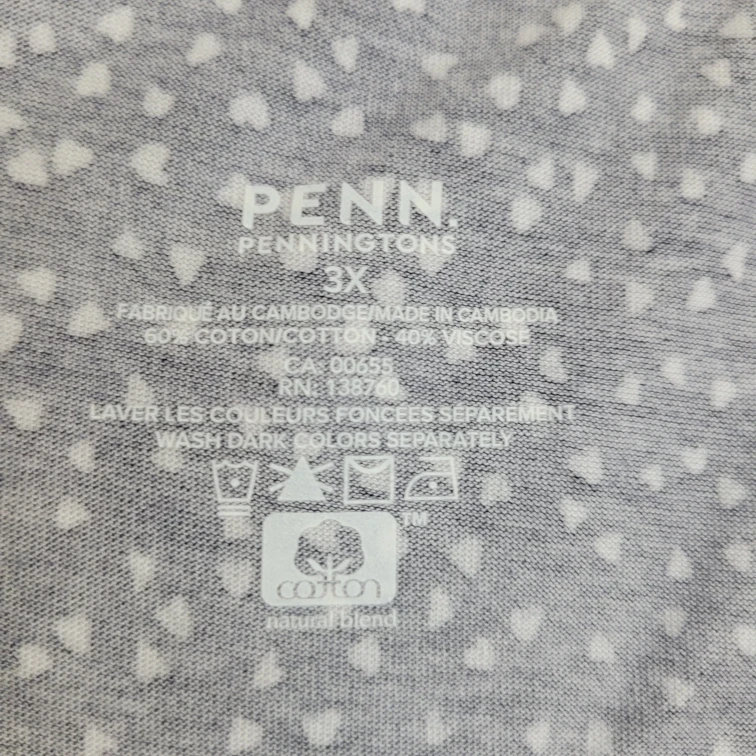 PENN.
PENNINGTONS
3X
FABRIQUÉ AU CAMBODGE/MADE IN CAMBODIA
60% COTON/COTTON - 40% VISCOSE
CA: 00655
RN: 138760
LAVER LES COULEURS FONCÉES SÉPARÉMENT
WASH DARK COLORS SEPARATELY
cotton TM
natural blend